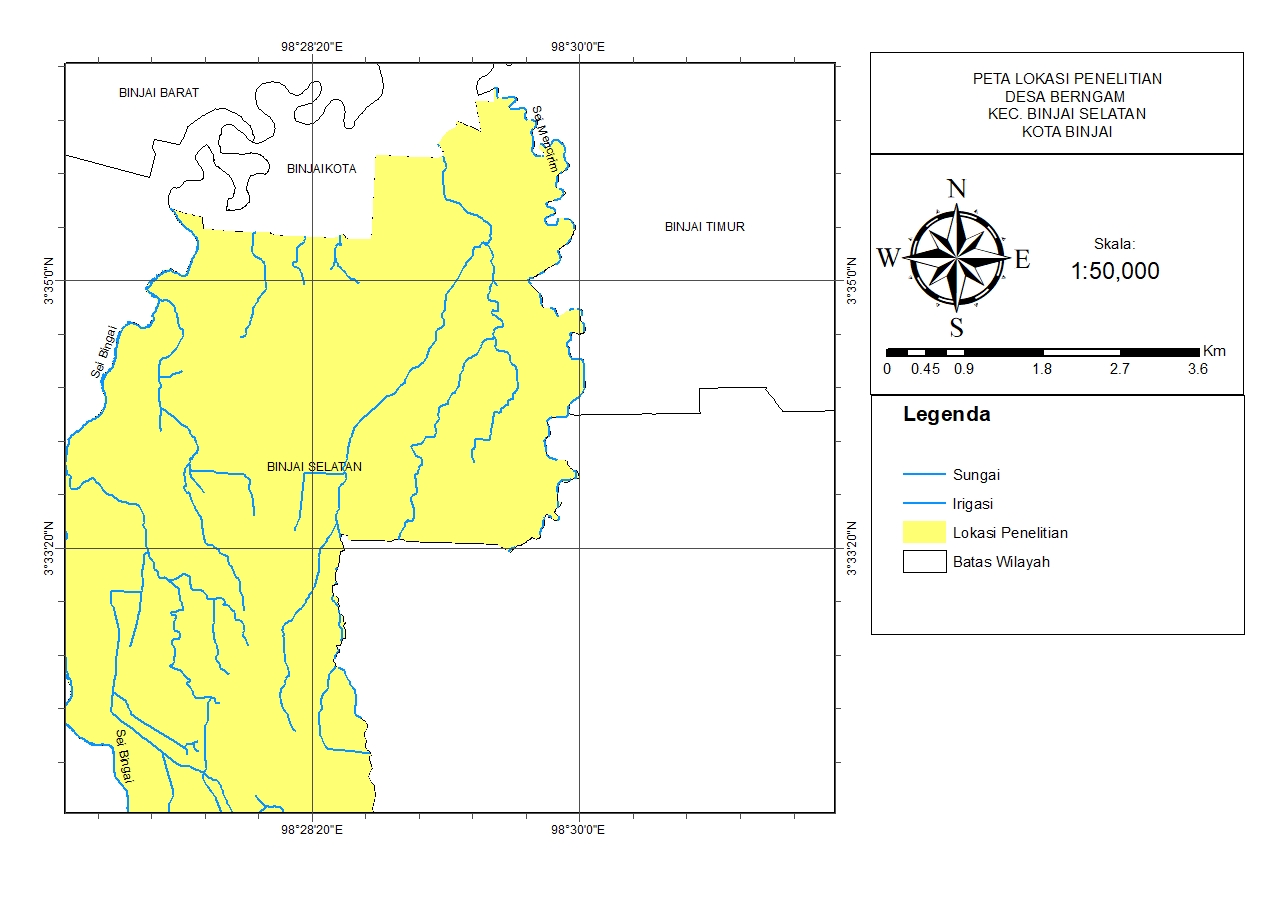 98°28'20"E
98°30'0"E
BINJAI BARAT
BINJAI KOTA
Sei Mencirim
BINJAI TIMUR
3°35'0"N
3°35'0"N
Sei Bingai
BINJAI SELATAN
3°33'20"N
3°33'20"N
Sei Bingai
98°28'20"E
98°30'0"E
PETA LOKASI PENELITIAN
DESA BERNGAM
KEC. BINJAI SELATAN
KOTA BINJAI
N
W
E
S
Skala:
1:50,000
Km
0 0.45 0.9 1.8 2.7 3.6
Legenda
Sungai
Irigasi
Lokasi Penelitian
Batas Wilayah